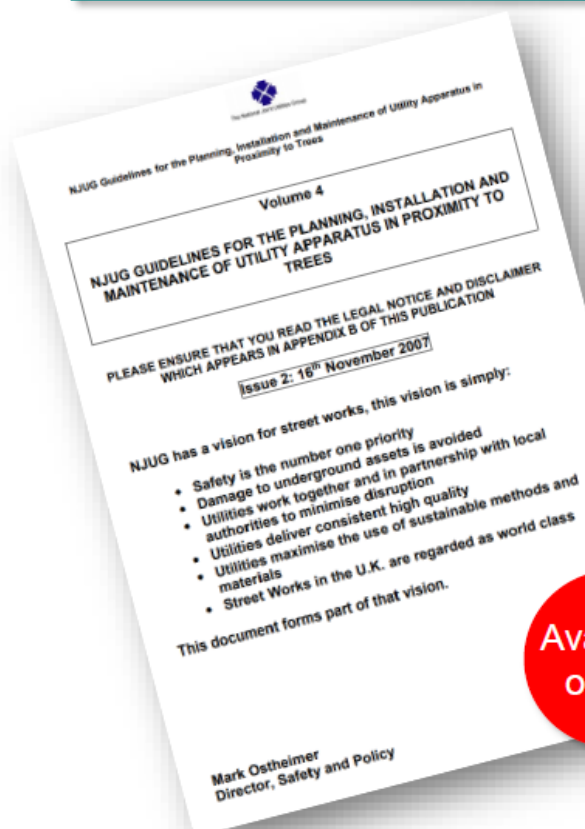 The National Joint Utilities Group
NJUG Guidelines for the Planning, Installation and Maintenance of Utility Apparatus in
Proximity to Trees
Volume 4
NJUG GUIDELINES FOR THE PLANNING, INSTALLATION AND
MAINTENANCE OF UTILITY APPARATUS IN PROXIMITY TO
TREES
PLEASE ENSURE THAT YOU READ THE LEGAL NOTICE AND DISCLAIMER
WHICH APPEARS IN APPENDIX B OF THIS PUBLICATION
Issue 2: 16th November 2007
NJUG has a vision for street works, this vision is simply:
• Safety is the number one priority
• Damage to underground assets is avoided
• Utilities work together and in partnership with local
authorities to minimise disruption
• Utilities deliver consistent high quality
• Utilities maximise the use of sustainable methods and
materials
• Street Works in the U.K. are regarded as world class
This document forms part of that vision.
Ava
o
Mark Ostheimer
Director, Safety and Policy